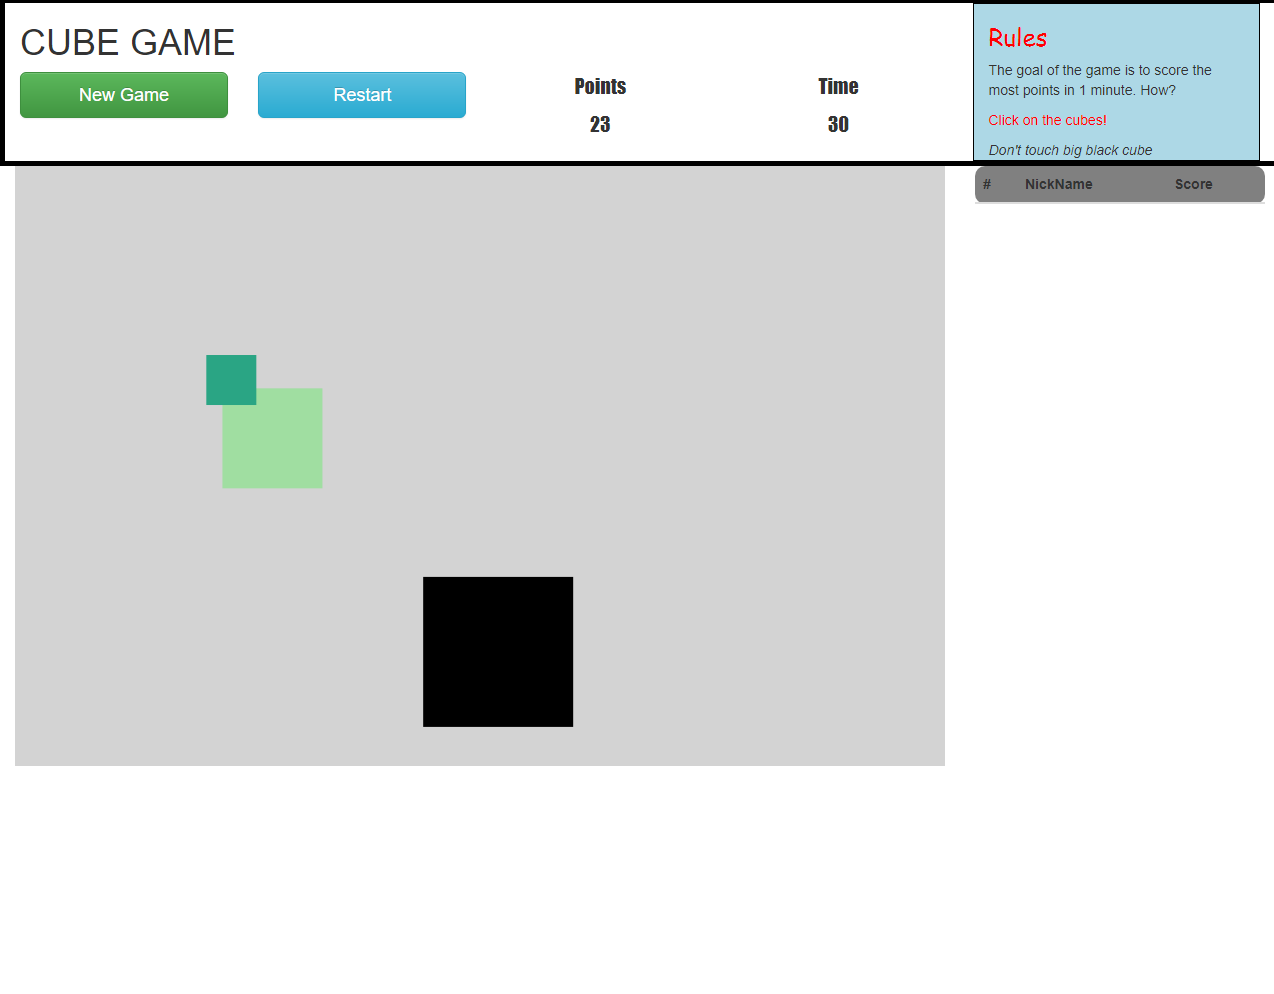 CUBE GAME
New Game
Restart
Points
Time
23
30
Rules
The goal of the game is to score the
most points in 1 minute. How?
Click on the cubes!
Don't touch big black cube
# NickName Score